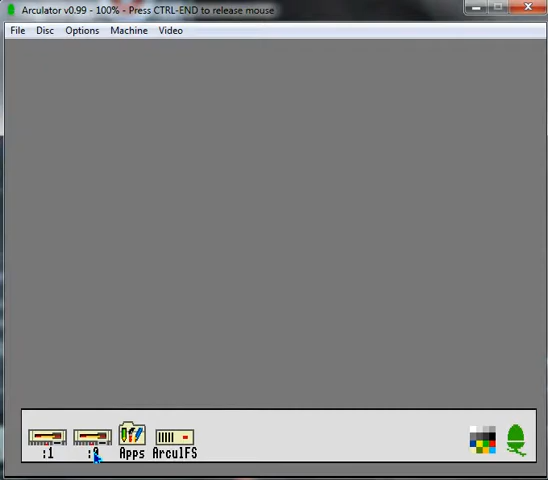 Arculator v0.99 - 100% - Press CTRL-END to release mouse
File Disc Options Machine Video
:1 Apps ArculFS